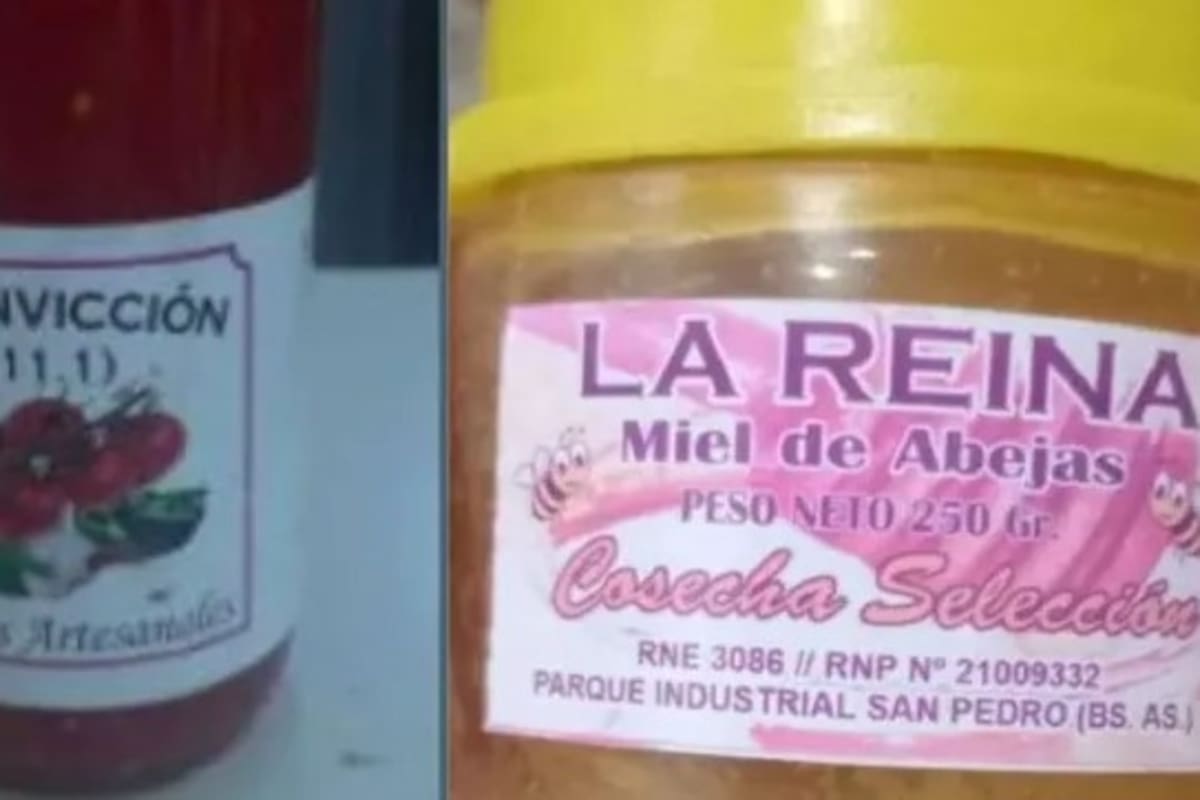 NVICCIÓN
11.1)
s Artesanales
LA REINA
Miel de Abejas
PESO NETO 250 Gr.
Cosecha Selección
RNE 3086 // RNP Nº 21009332
PARQUE INDUSTRIAL SAN PEDRO (BS. AS.)